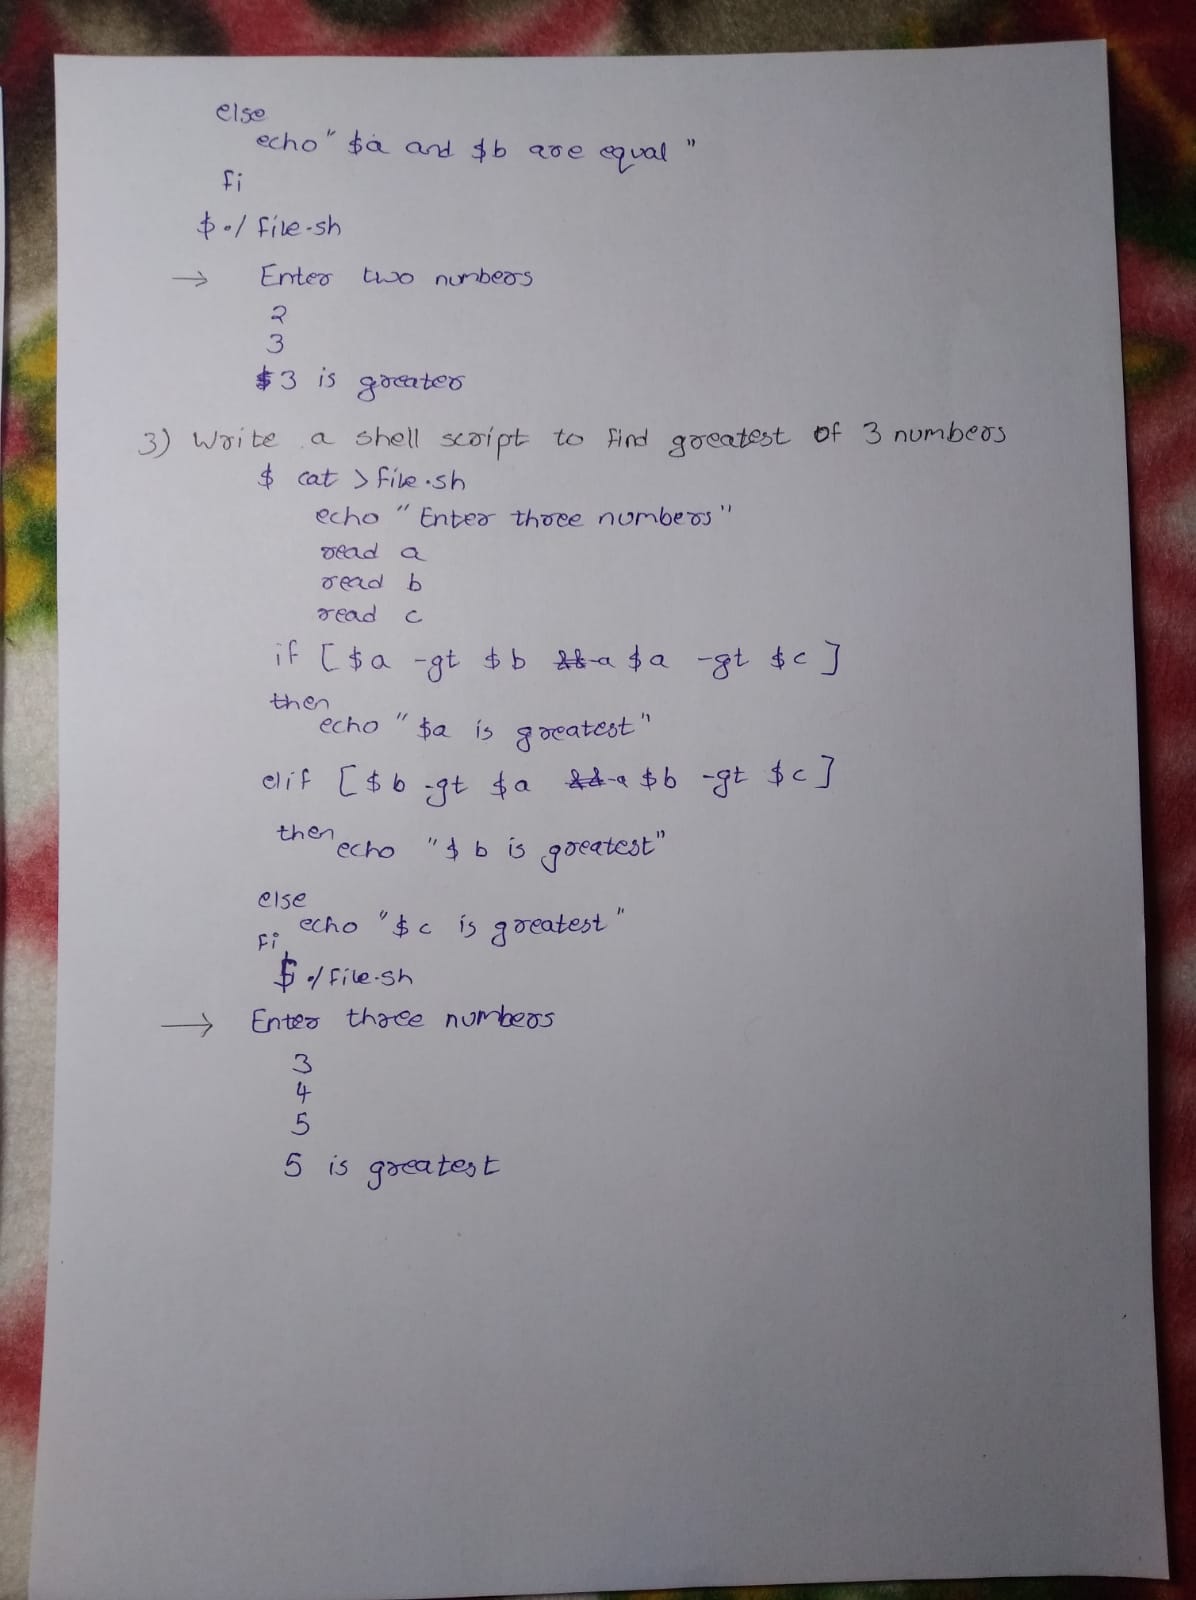 else
echo " $a and $b are equal "
fi
$ ./ file.sh
→ Enter two numbers
2
3
3 is greater
3) Write a shell script to find greatest of 3 numbers
$ cat > file.sh
echo " Enter three numbers"
read a
read b
read c
if [ $a -gt $b -a $a -gt $c ]
then
echo " $a is greatest "
elif [ $b -gt $a -a $b -gt $c ]
then
echo "$b is greatest"
else
echo "$c is greatest "
fi
$ ./ file.sh
→ Enter three numbers
3
4
5
5 is greatest